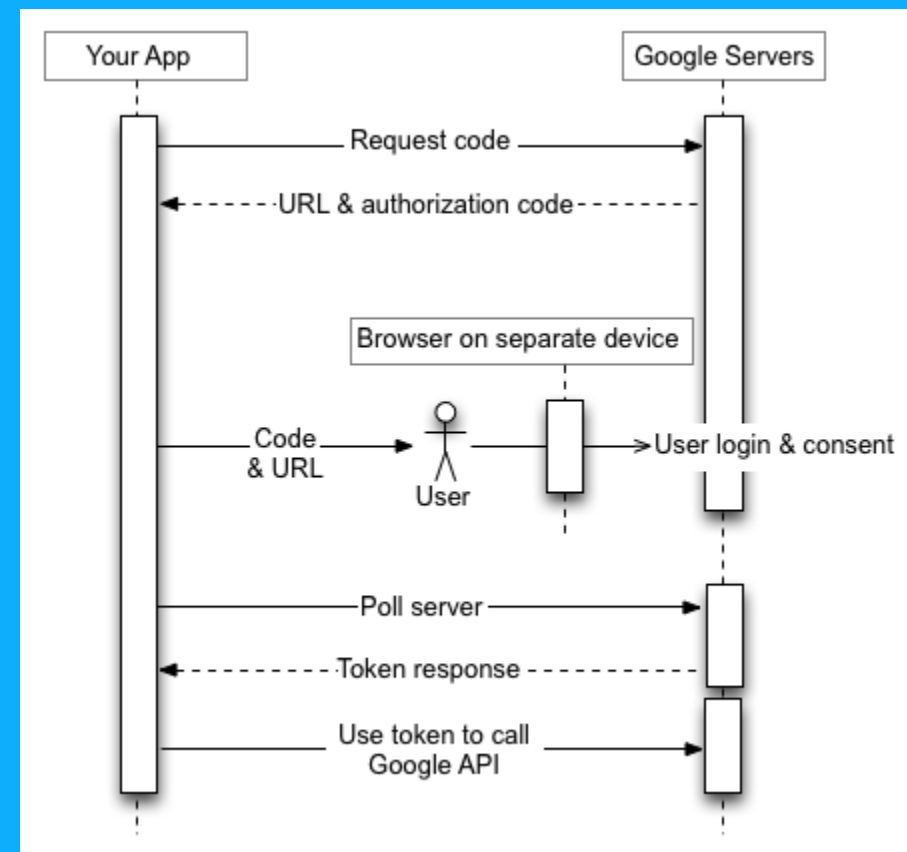 Your App
Google Servers
Request code
URL & authorization code
Browser on separate device
Code
& URL
User
User login & consent
Poll server
Token response
Use token to call
Google API